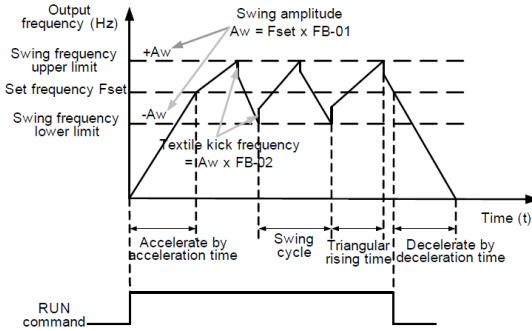 Output
frequency (Hz)
Swing amplitude
Aw = Fset x FB-01
Swing frequency
upper limit
+Aw
Set frequency Fset
Swing frequency
lower limit
-Aw
Textile kick frequency
= Aw x FB-02
Time (t)
Accelerate by
acceleration time
Swing
cycle
Triangular
rising time
Decelerate by
deceleration time
RUN
command